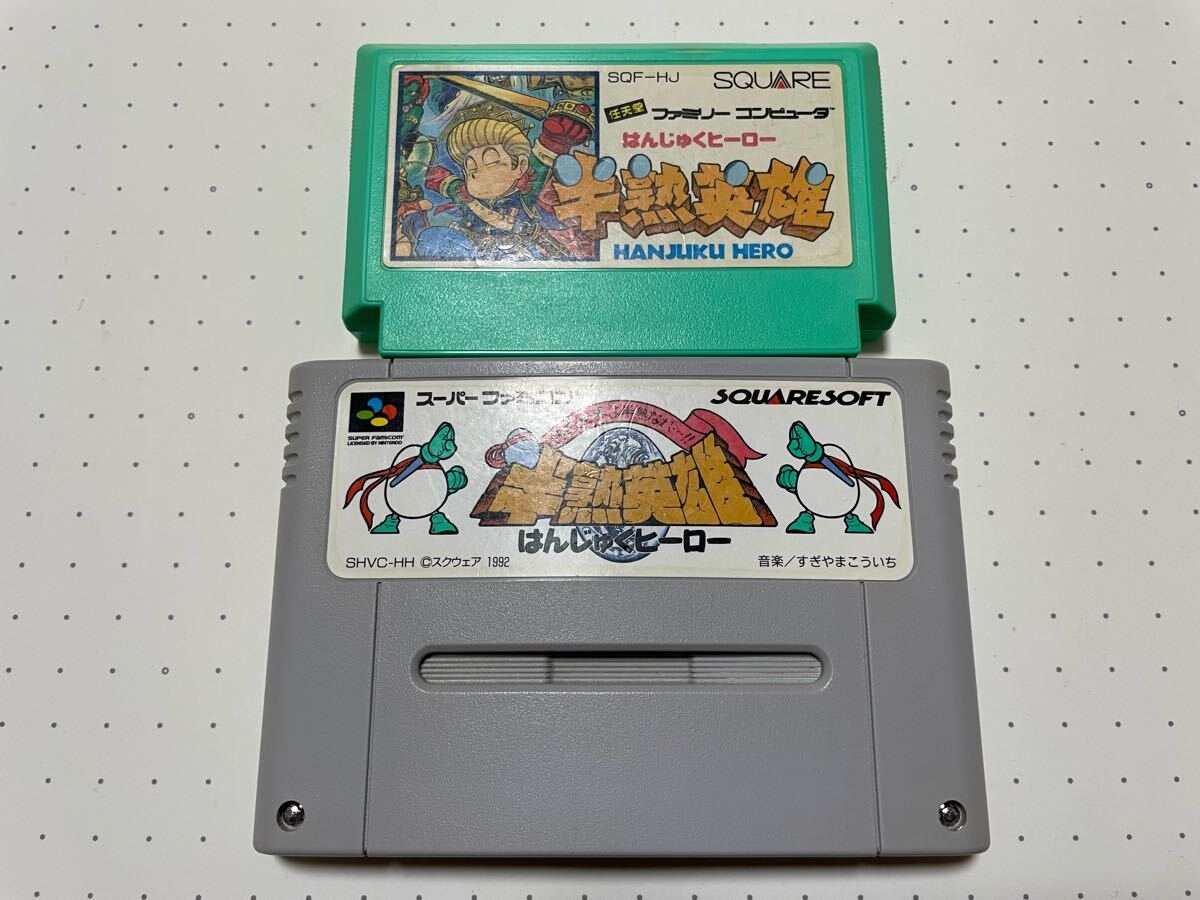 SQF-HJ SQUARE
任天堂 ファミリー コンピュータ™
はんじゅくヒーロー
半熟英雄
HANJUKU HERO
スーパー ファミコン SQUARESOFT
SUPER FAMICOM
LICENSED BY NINTENDO
半熟英雄
はんじゅくヒーロー
SHVC-HH ©スクウェア 1992 音楽/すぎやまこういち